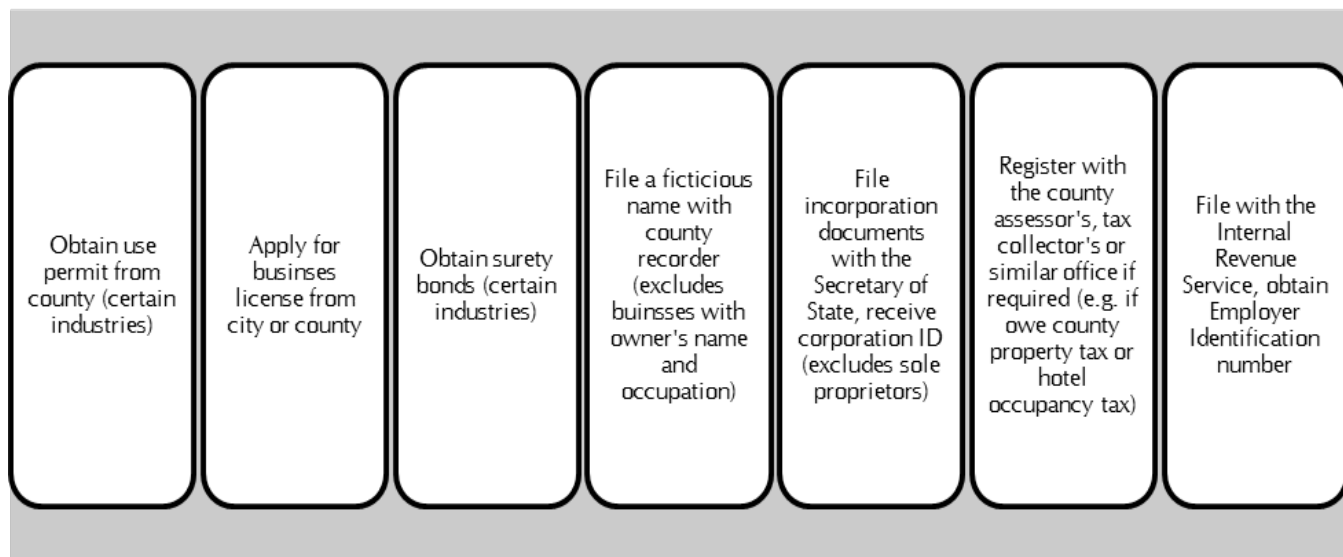 Obtain use
permit from
county (certain
industries)
Apply for
businses
license from
city or county
Obtain surety
bonds (certain
industries)
File a ficticious
name with
county
recorder
(excludes
buinsses with
owner's name
and
occupation)
File
incorporation
documents
with the
Secretary of
State, receive
corporation ID
(excludes sole
proprietors)
Register with
the county
assessor's, tax
collector's or
similar office if
required (e.g. if
owe county
property tax or
hotel
occupancy tax)
File with the
Internal
Revenue
Service, obtain
Employer
Identification
number